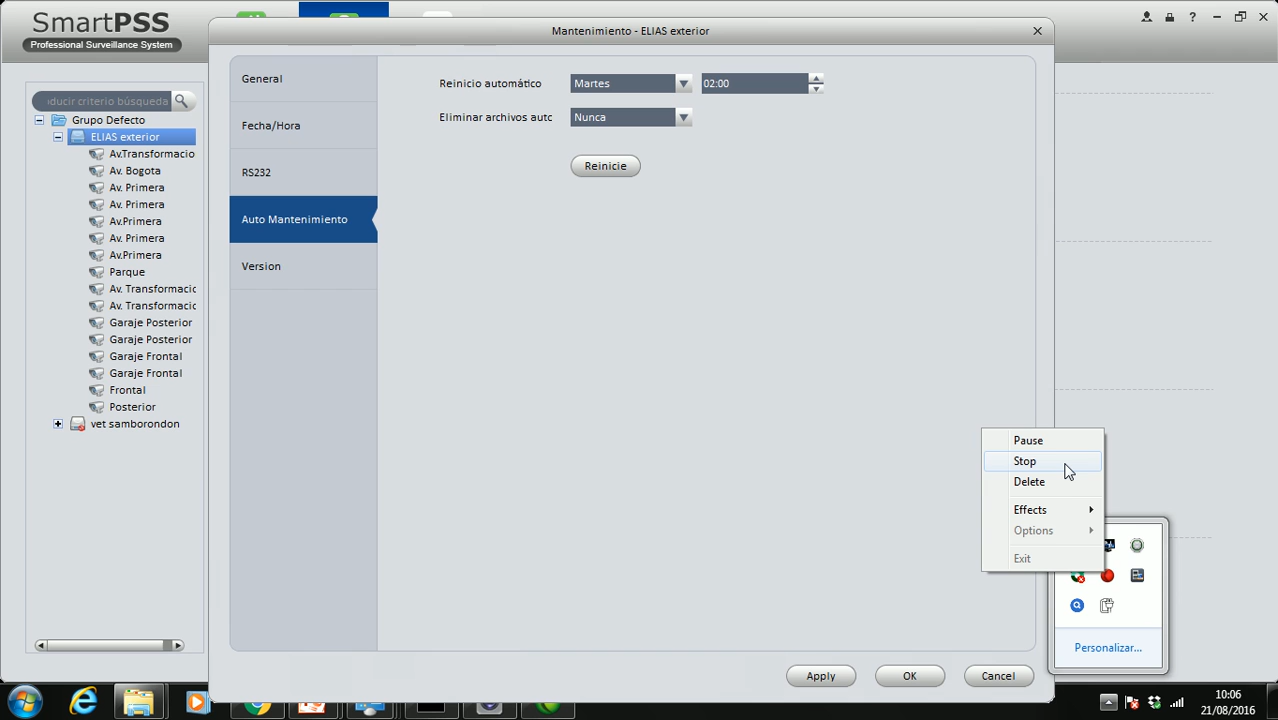 SmartPSS
Professional Surveillance System
Mantenimiento - ELIAS exterior
ducir criterio búsqueda
Grupo Defecto
ELIAS exterior
Av.Transformacio
Av. Bogota
Av. Primera
Av. Primera
Av.Primera
Av. Primera
Av.Primera
Parque
Av. Transformacic
Av. Transformacic
Garaje Posterior
Garaje Posterior
Garaje Frontal
Garaje Frontal
Frontal
Posterior
vet samborondon
General
Fecha/Hora
RS232
Auto Mantenimiento
Version
Reinicio automático
Martes
02:00
Eliminar archivos autc
Nunca
Reinicie
Pause
Stop
Delete
Effects
Options
Exit
Personalizar...
Apply
OK
Cancel
10:06
21/08/2016